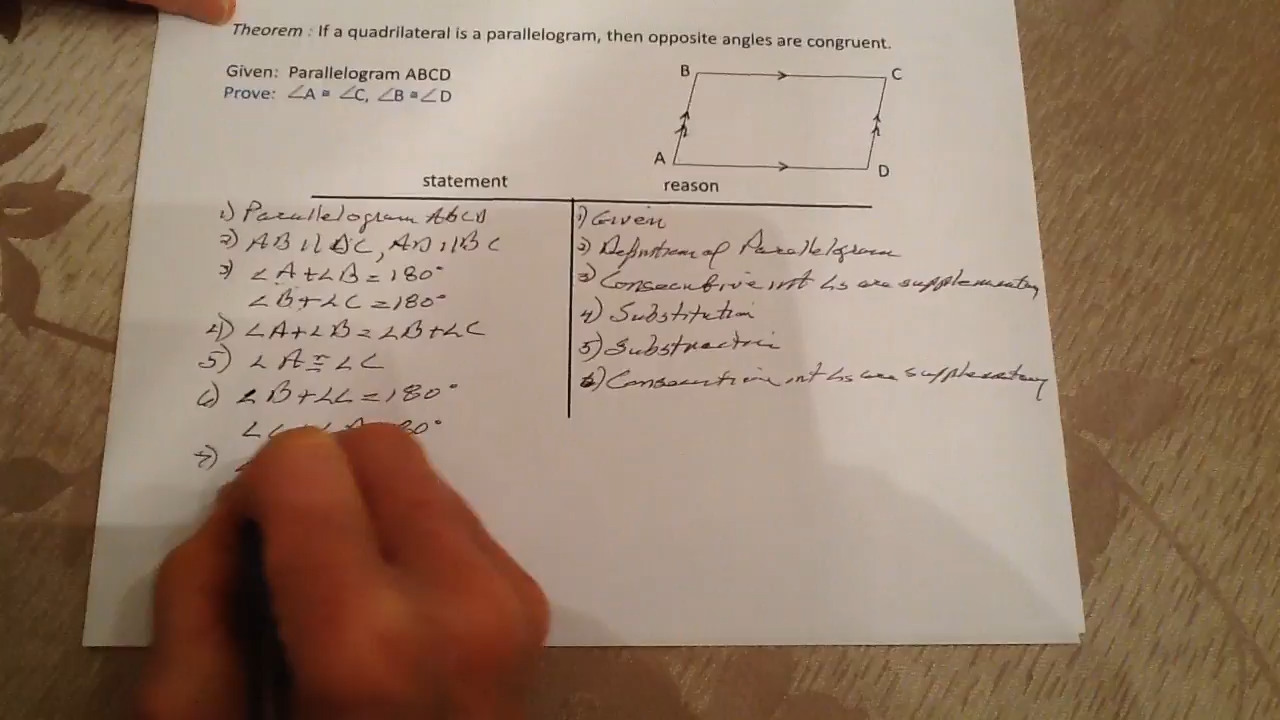 Theorem : If a quadrilateral is a parallelogram, then opposite angles are congruent.
Given: Parallelogram ABCD
Prove: ∠A ≅ ∠C, ∠B ≅ ∠D
B
C
A
D
statement
reason
1) Parallelogram ABCD
1) Given
2) AB || DC, AD || BC
2) Definition of Parallelogram
3) ∠A+∠B = 180°
∠B+∠C = 180°
3) Consecutive int ∠s are supplementary
4) ∠A+∠B = ∠B+∠C
4) Substitution
5) ∠A ≅ ∠C
5) Substraction
6) ∠B+∠C = 180°
6) Consecutive int ∠s are supplementary
7)